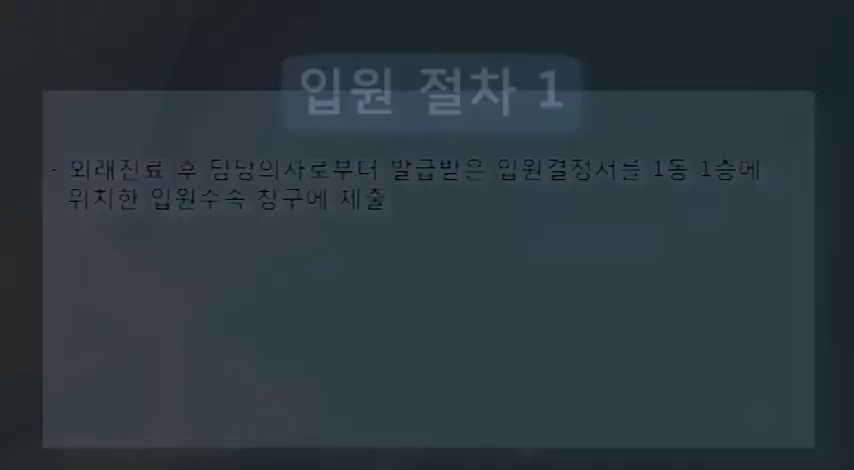 입원 절차 1
- 외래진료 후 담당의사로부터 발급받은 입원결정서를 1동 1층에
위치한 입원수속 창구에 제출